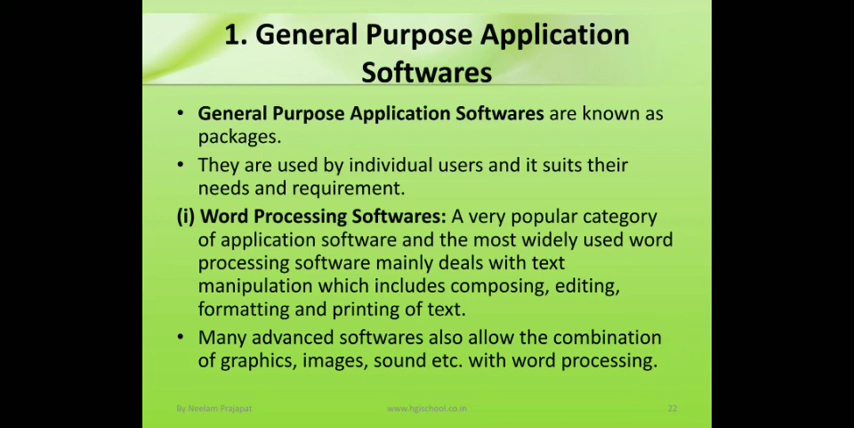 1. General Purpose Application
Softwares
• General Purpose Application Softwares are known as
packages.
• They are used by individual users and it suits their
needs and requirement.
(i) Word Processing Softwares: A very popular category
of application software and the most widely used word
processing software mainly deals with text
manipulation which includes composing, editing,
formatting and printing of text.
• Many advanced softwares also allow the combination
of graphics, images, sound etc. with word processing.
By Neelam Prajapat www.hgischool.co.in 22